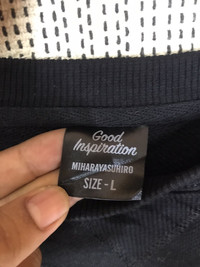 Good
Inspiration
MIHARAYASUHIRO
SIZE - L